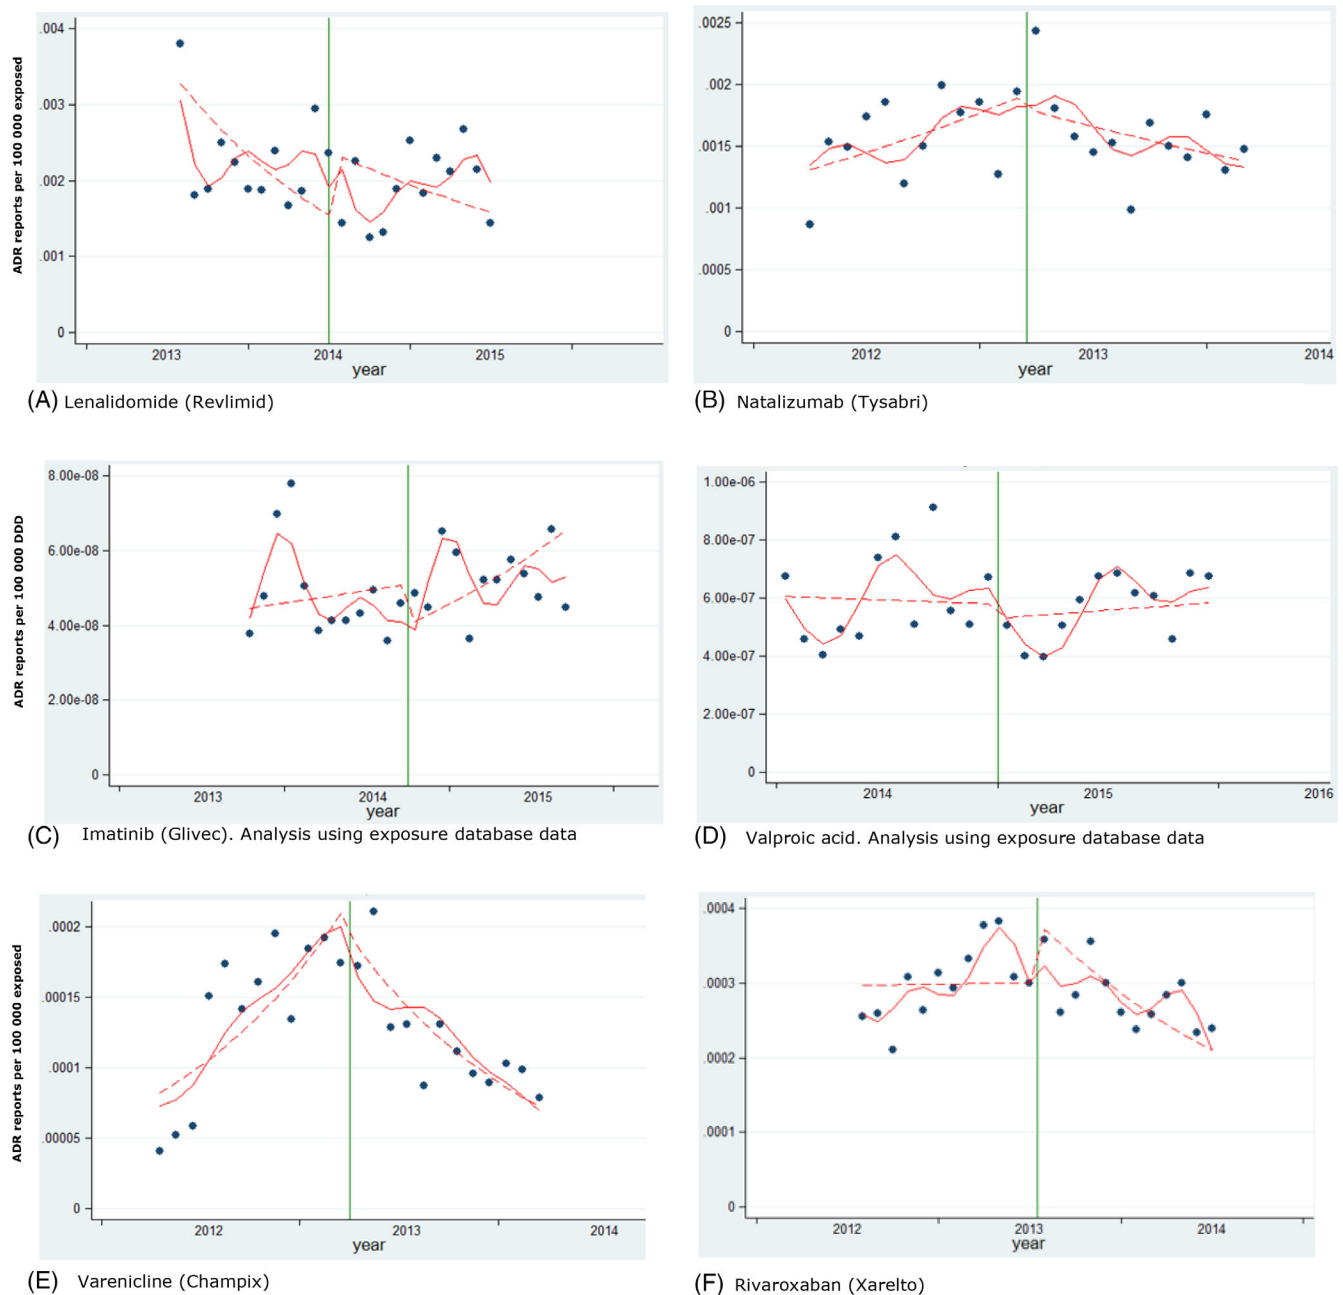 ADR reports per 100 000 exposed
.004
.003
.002
.001
0
2013 2014 2015
year
(A) Lenalidomide (Revlimid)
.0025
.002
.0015
.001
.0005
0
2012 2013 2014
year
(B) Natalizumab (Tysabri)
ADR reports per 100 000 DDD
8.00e-08
6.00e-08
4.00e-08
2.00e-08
0
2013 2014 2015
year
(C) Imatinib (Glivec). Analysis using exposure database data
1.00e-06
8.00e-07
6.00e-07
4.00e-07
2.00e-07
0
2014 2015 2016
year
(D) Valproic acid. Analysis using exposure database data
ADR reports per 100 000 exposed
.0002
.00015
.0001
.00005
0
2012 2013 2014
year
(E) Varenicline (Champix)
.0004
.0003
.0002
.0001
0
2012 2013 2014
year
(F) Rivaroxaban (Xarelto)